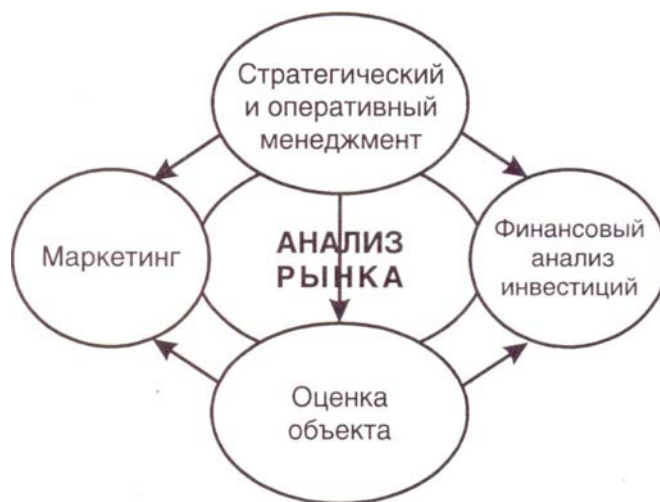 Стратегический
и оперативный
менеджмент
Маркетинг
АНАЛИЗ
РЫНКА
Финансовый
анализ
инвестиций
Оценка
объекта